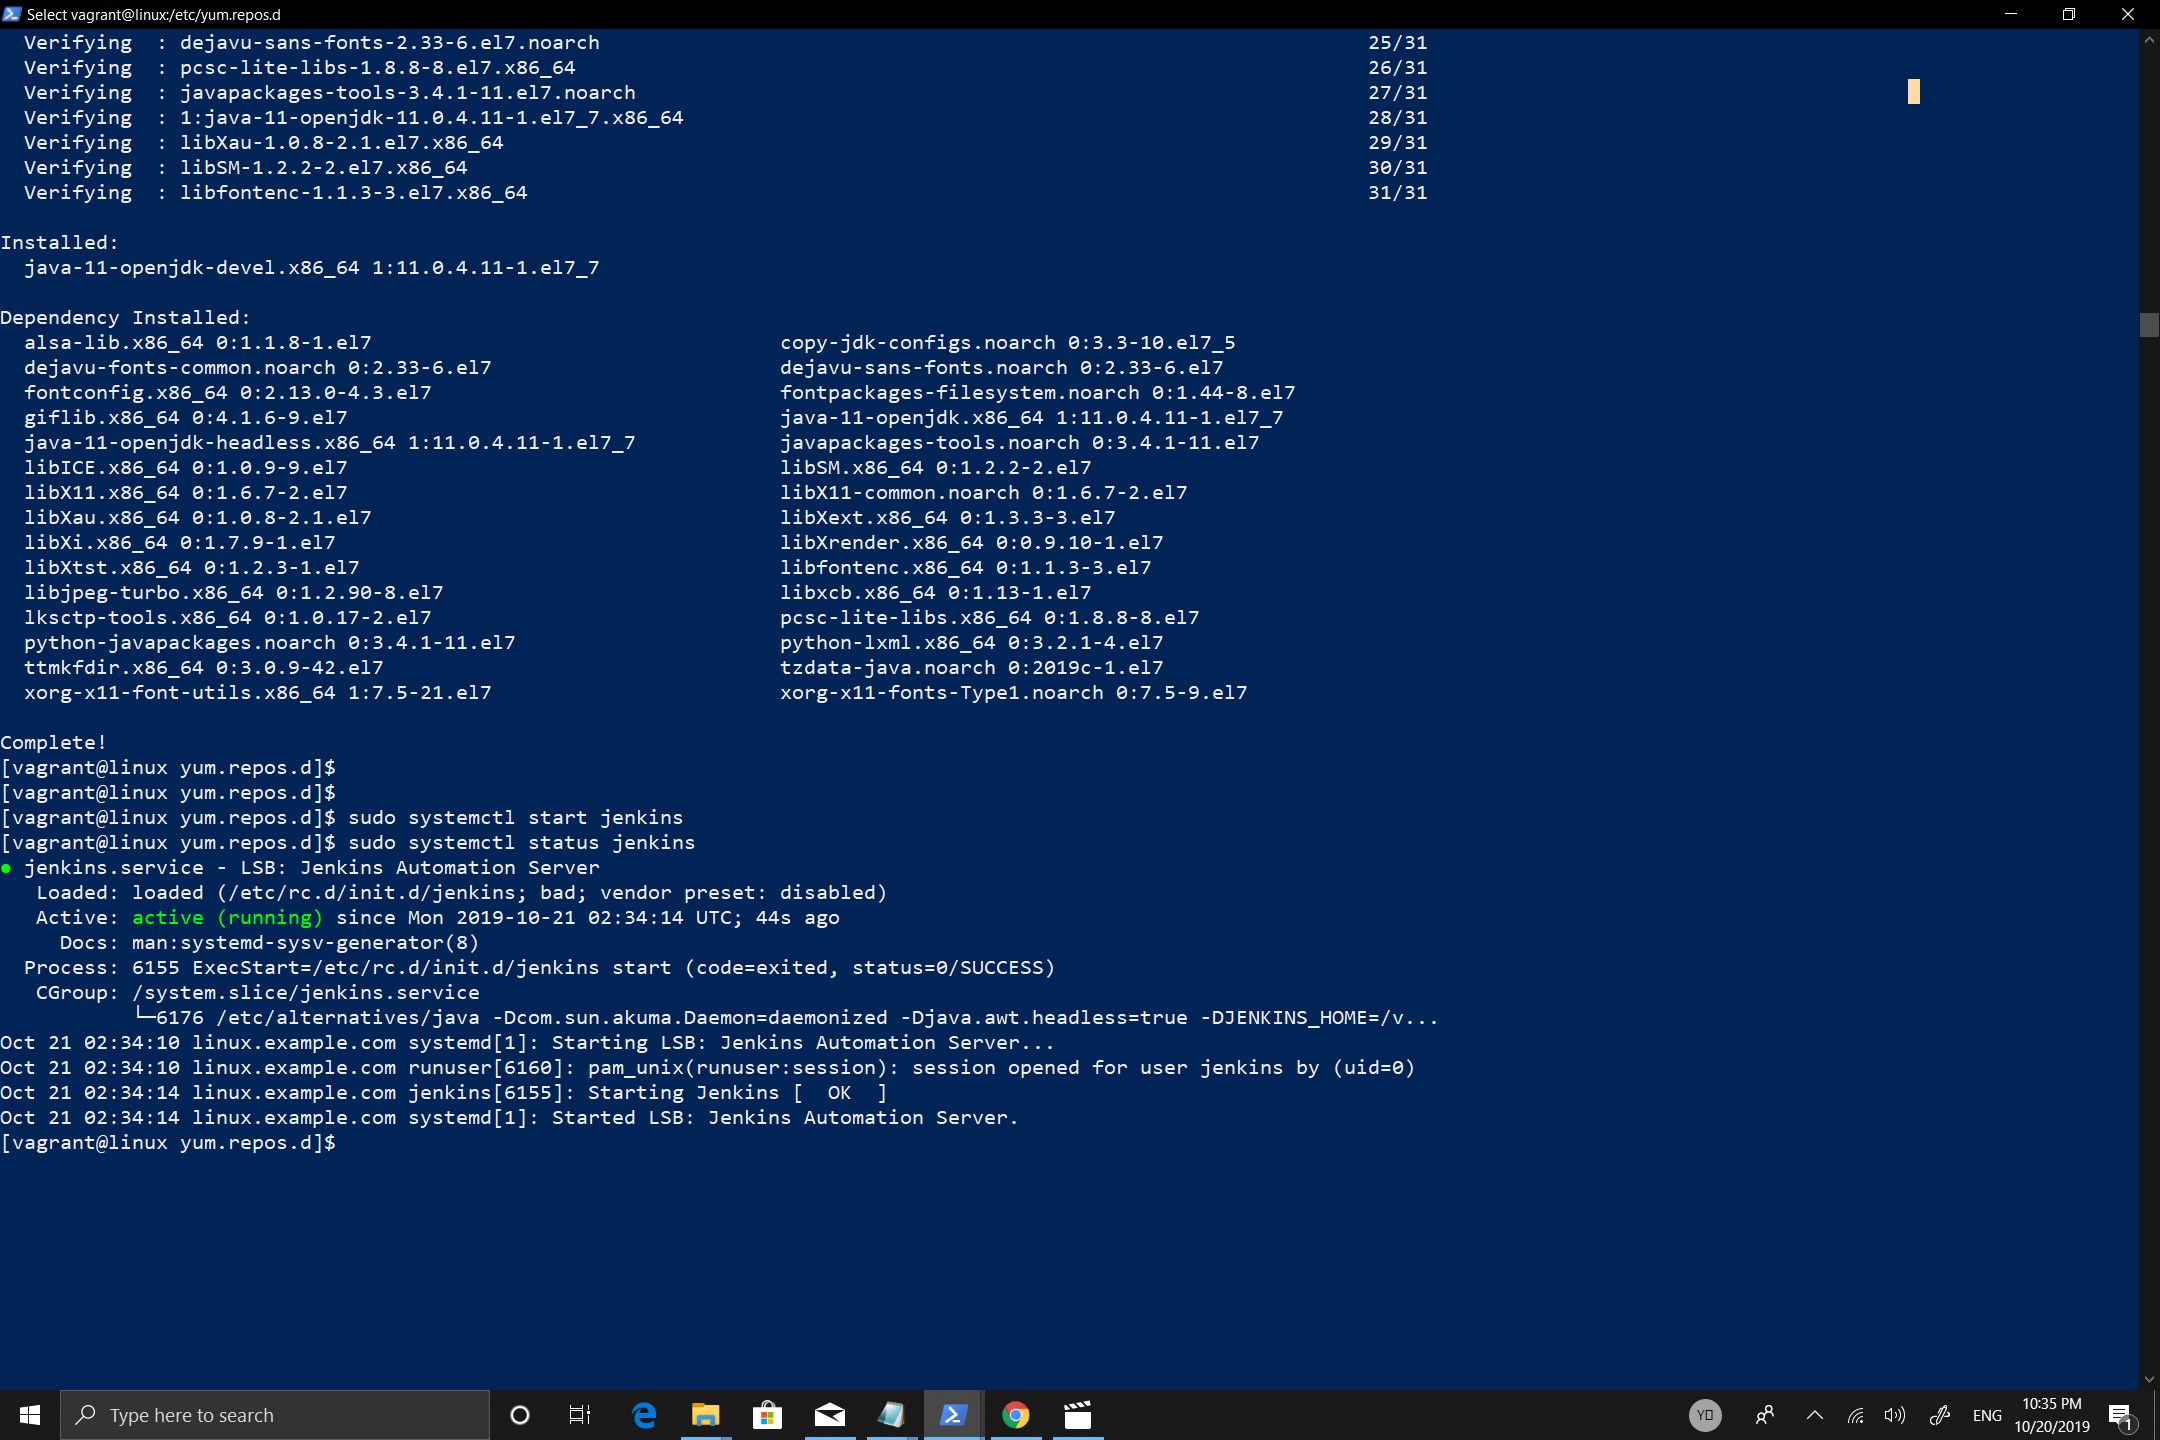 Select vagrant@linux:/etc/yum.repos.d
Verifying : dejavu-sans-fonts-2.33-6.el7.noarch 25/31
Verifying : pcsc-lite-libs-1.8.8-8.el7.x86_64 26/31
Verifying : javapackages-tools-3.4.1-11.el7.noarch 27/31
Verifying : 1:java-11-openjdk-11.0.4.11-1.el7_7.x86_64 28/31
Verifying : libXau-1.0.8-2.1.el7.x86_64 29/31
Verifying : libSM-1.2.2-2.el7.x86_64 30/31
Verifying : libfontenc-1.1.3-3.el7.x86_64 31/31
Installed:
java-11-openjdk-devel.x86_64 1:11.0.4.11-1.el7_7
Dependency Installed:
alsa-lib.x86_64 0:1.1.8-1.el7 copy-jdk-configs.noarch 0:3.3-10.el7_5
dejavu-fonts-common.noarch 0:2.33-6.el7 dejavu-sans-fonts.noarch 0:2.33-6.el7
fontconfig.x86_64 0:2.13.0-4.3.el7 fontpackages-filesystem.noarch 0:1.44-8.el7
giflib.x86_64 0:4.1.6-9.el7 java-11-openjdk.x86_64 1:11.0.4.11-1.el7_7
java-11-openjdk-headless.x86_64 1:11.0.4.11-1.el7_7 javapackages-tools.noarch 0:3.4.1-11.el7
libICE.x86_64 0:1.0.9-9.el7 libSM.x86_64 0:1.2.2-2.el7
libX11.x86_64 0:1.6.7-2.el7 libX11-common.noarch 0:1.6.7-2.el7
libXau.x86_64 0:1.0.8-2.1.el7 libXext.x86_64 0:1.3.3-3.el7
libXi.x86_64 0:1.7.9-1.el7 libXrender.x86_64 0:0.9.10-1.el7
libXtst.x86_64 0:1.2.3-1.el7 libfontenc.x86_64 0:1.1.3-3.el7
libjpeg-turbo.x86_64 0:1.2.90-8.el7 libxcb.x86_64 0:1.13-1.el7
lksctp-tools.x86_64 0:1.0.17-2.el7 pcsc-lite-libs.x86_64 0:1.8.8-8.el7
python-javapackages.noarch 0:3.4.1-11.el7 python-lxml.x86_64 0:3.2.1-4.el7
ttmkfdir.x86_64 0:3.0.9-42.el7 tzdata-java.noarch 0:2019c-1.el7
xorg-x11-font-utils.x86_64 1:7.5-21.el7 xorg-x11-fonts-Type1.noarch 0:7.5-9.el7
Complete!
[vagrant@linux yum.repos.d]$
[vagrant@linux yum.repos.d]$
[vagrant@linux yum.repos.d]$ sudo systemctl start jenkins
[vagrant@linux yum.repos.d]$ sudo systemctl status jenkins
● jenkins.service - LSB: Jenkins Automation Server
Loaded: loaded (/etc/rc.d/init.d/jenkins; bad; vendor preset: disabled)
Active: active (running) since Mon 2019-10-21 02:34:14 UTC; 44s ago
Docs: man:systemd-sysv-generator(8)
Process: 6155 ExecStart=/etc/rc.d/init.d/jenkins start (code=exited, status=0/SUCCESS)
CGroup: /system.slice/jenkins.service
└─6176 /etc/alternatives/java -Dcom.sun.akuma.Daemon=daemonized -Djava.awt.headless=true -DJENKINS_HOME=/v...
Oct 21 02:34:10 linux.example.com systemd[1]: Starting LSB: Jenkins Automation Server...
Oct 21 02:34:10 linux.example.com runuser[6160]: pam_unix(runuser:session): session opened for user jenkins by (uid=0)
Oct 21 02:34:14 linux.example.com jenkins[6155]: Starting Jenkins [ OK ]
Oct 21 02:34:14 linux.example.com systemd[1]: Started LSB: Jenkins Automation Server.
[vagrant@linux yum.repos.d]$
Type here to search
ENG
10:35 PM
10/20/2019
1